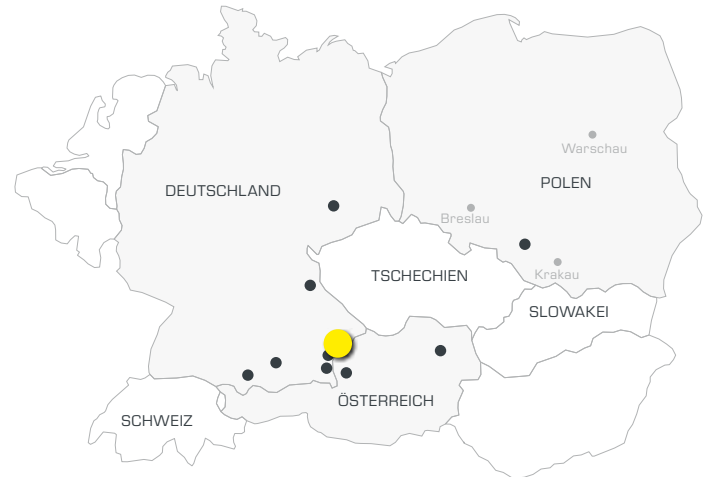 Warschau
POLEN
DEUTSCHLAND
Breslau
Krakau
TSCHECHIEN
SLOWAKEI
ÖSTERREICH
SCHWEIZ